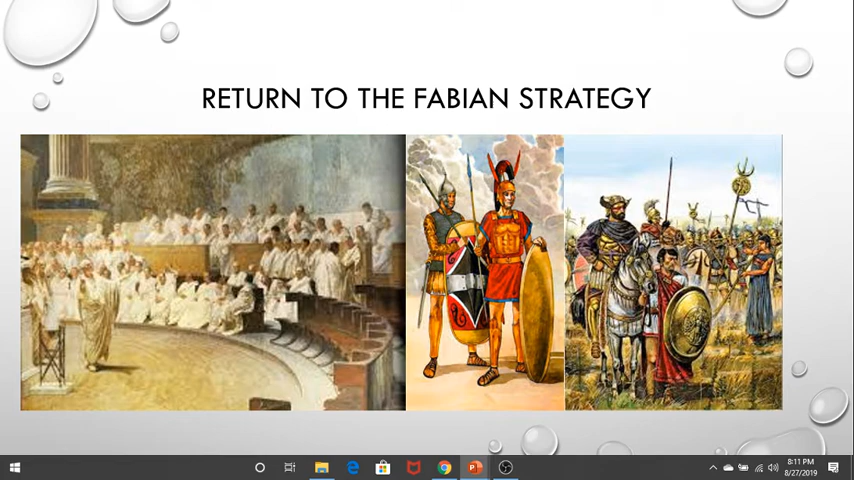 RETURN TO THE FABIAN STRATEGY
8:11 PM
8/27/2019